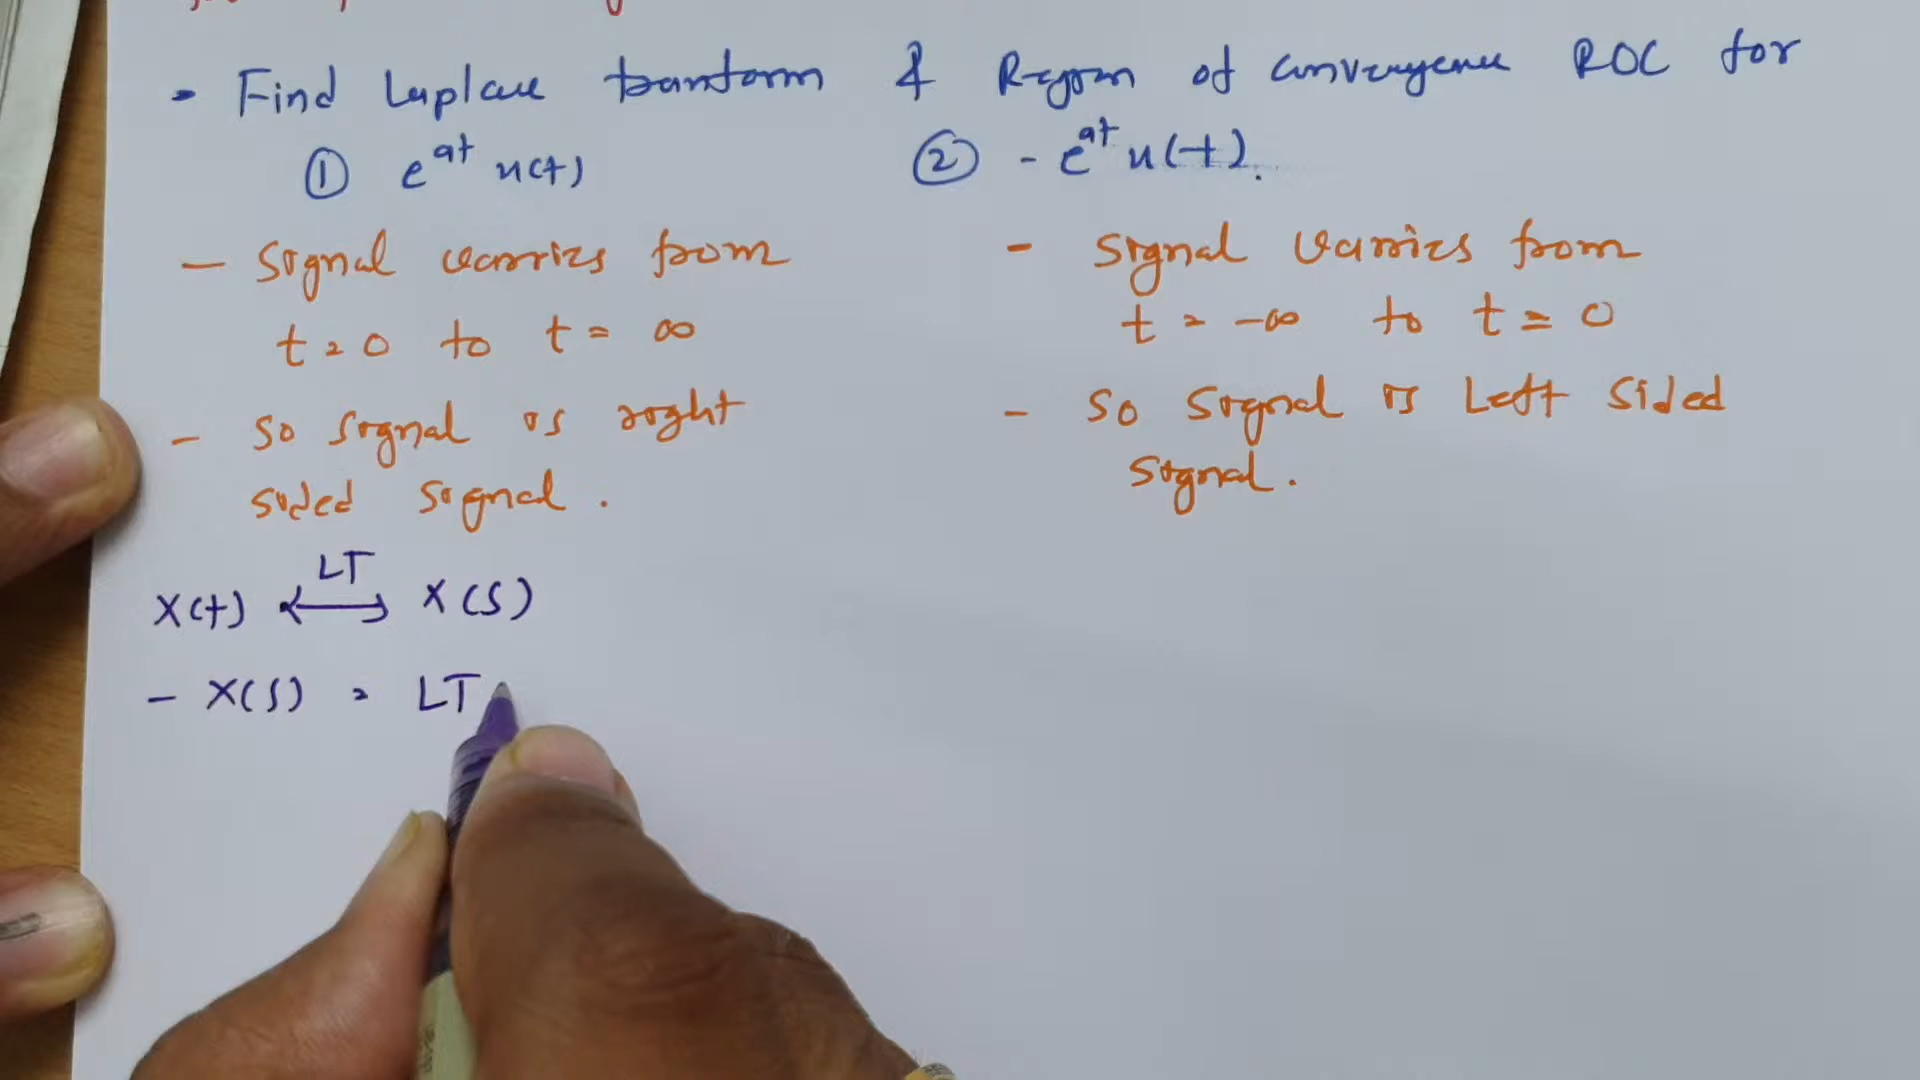 • Find Laplace transform & Region of convergence ROC for
① e^at u(t) ② - e^at u(-t).
- Signal varries from
t = 0 to t = ∞
- So signal is right
sided signal.
- Signal varries from
t = -∞ to t = 0
- So signal is Left sided
signal.
X(t) ⟷ X(s)
LT
- X(s) = LT